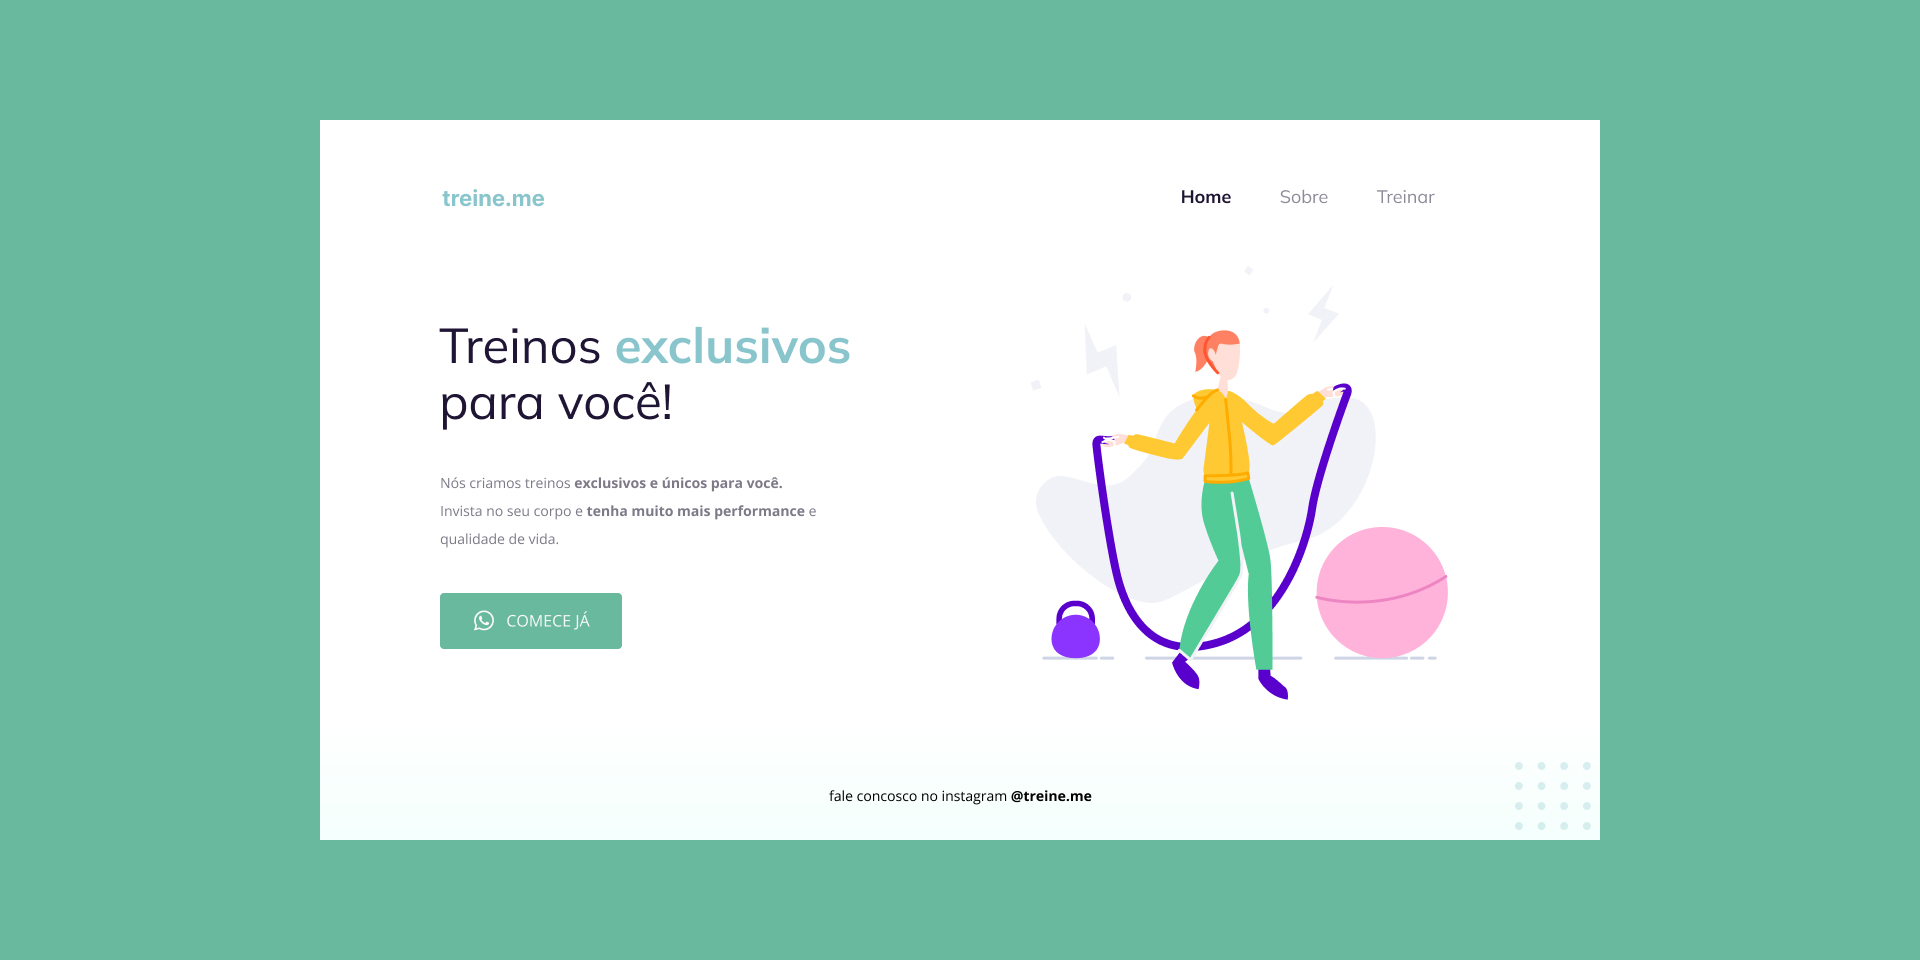 treine.me
Home Sobre Treinar
Treinos exclusivos
para você!
Nós criamos treinos exclusivos e únicos para você.
Invista no seu corpo e tenha muito mais performance e
qualidade de vida.
COMECE JÁ
fale concosco no instagram @treine.me